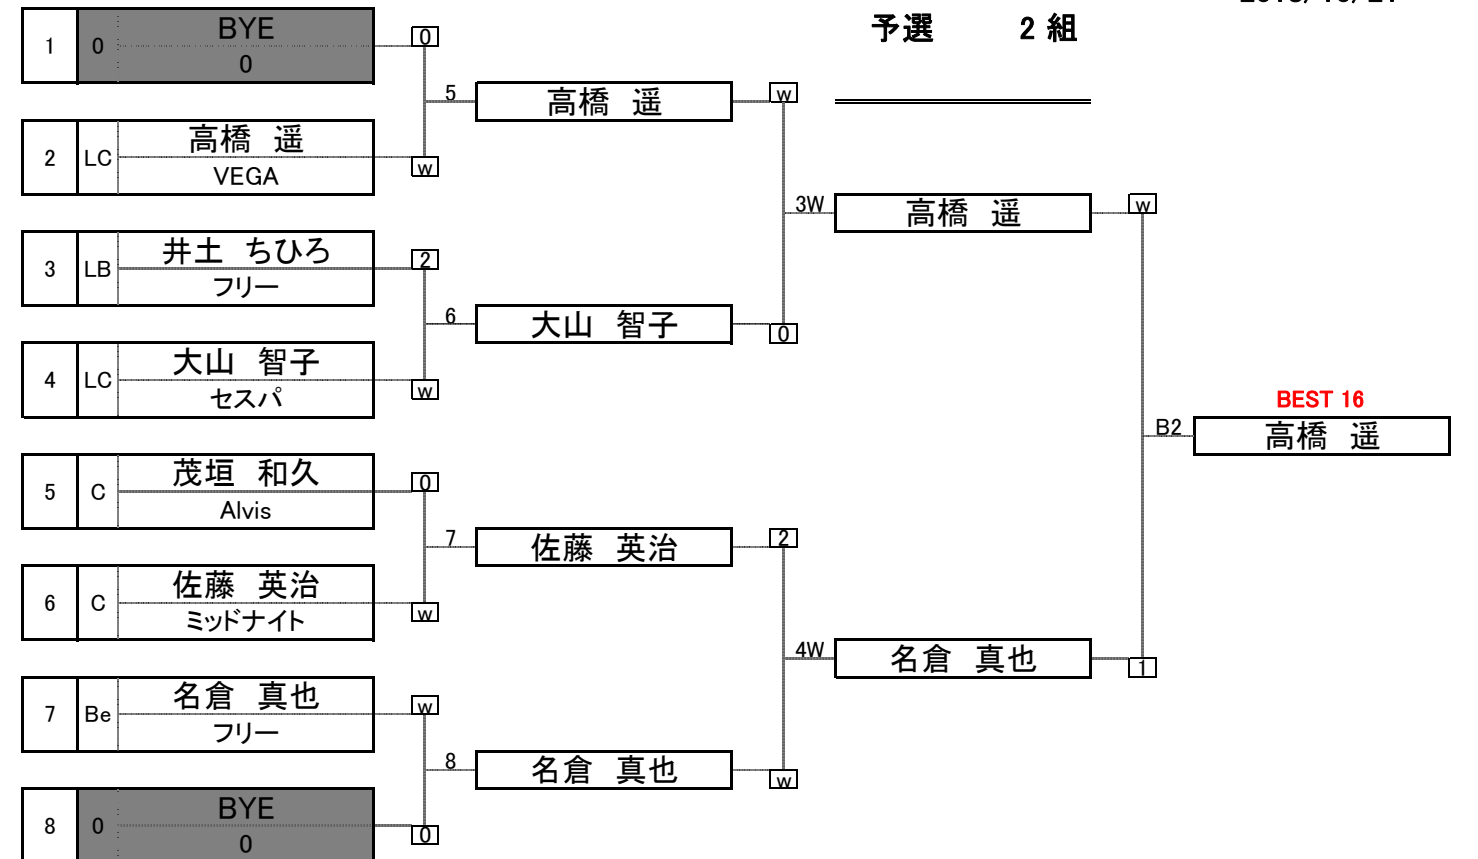 予選　2 組
1 0 BYE 0
0
5 高橋 遥 w
2 LC 高橋 遥
VEGA
w
3W 高橋 遥 w
3 LB 井土 ちひろ
フリー
2
6 大山 智子 0
4 LC 大山 智子
セスパ
w
BEST 16
B2 高橋 遥
5 C 茂垣 和久
Alvis
0
7 佐藤 英治 2
6 C 佐藤 英治
ミッドナイト
w
4W 名倉 真也 1
7 Be 名倉 真也
フリー
w
8 名倉 真也 w
8 0 BYE 0
0